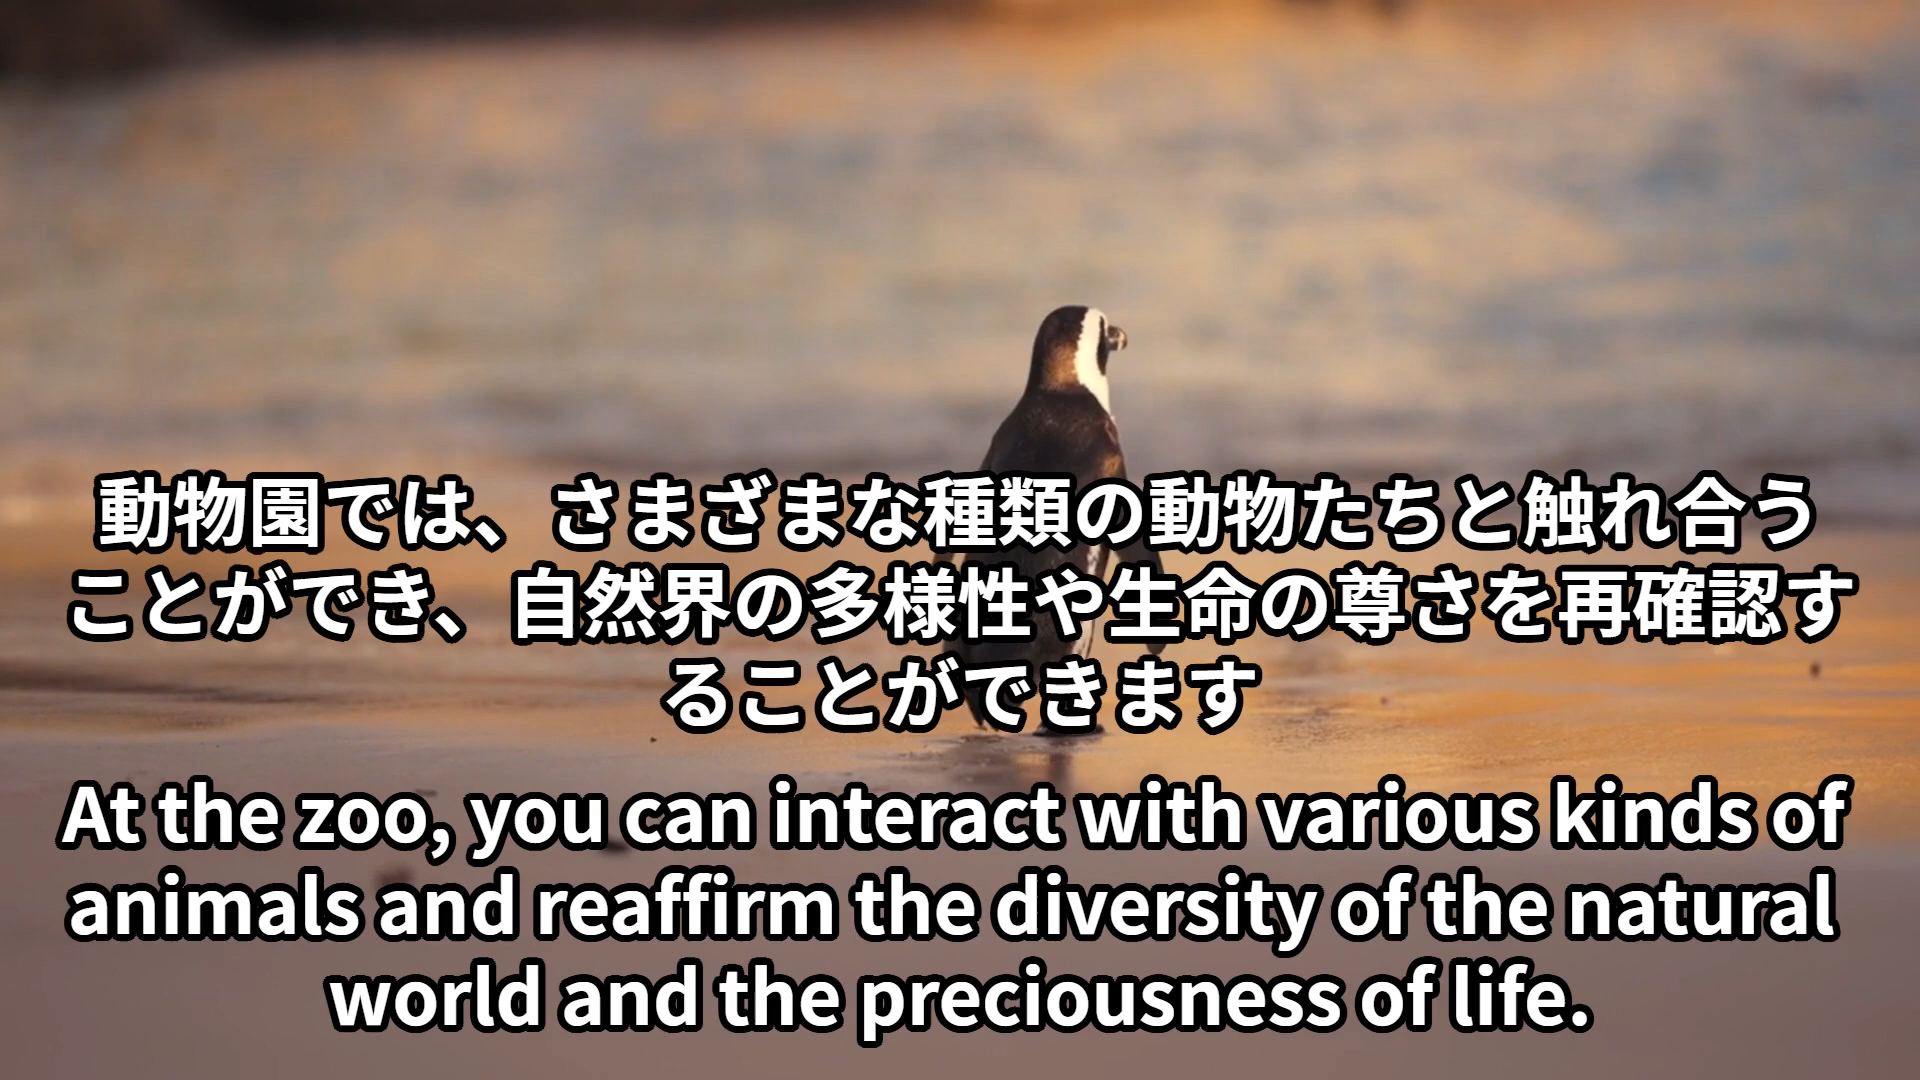 動物園では、さまざまな種類の動物たちと触れ合う
ことができ、自然界の多様性や生命の尊さを再確認す
ることができます
At the zoo, you can interact with various kinds of
animals and reaffirm the diversity of the natural
world and the preciousness of life.